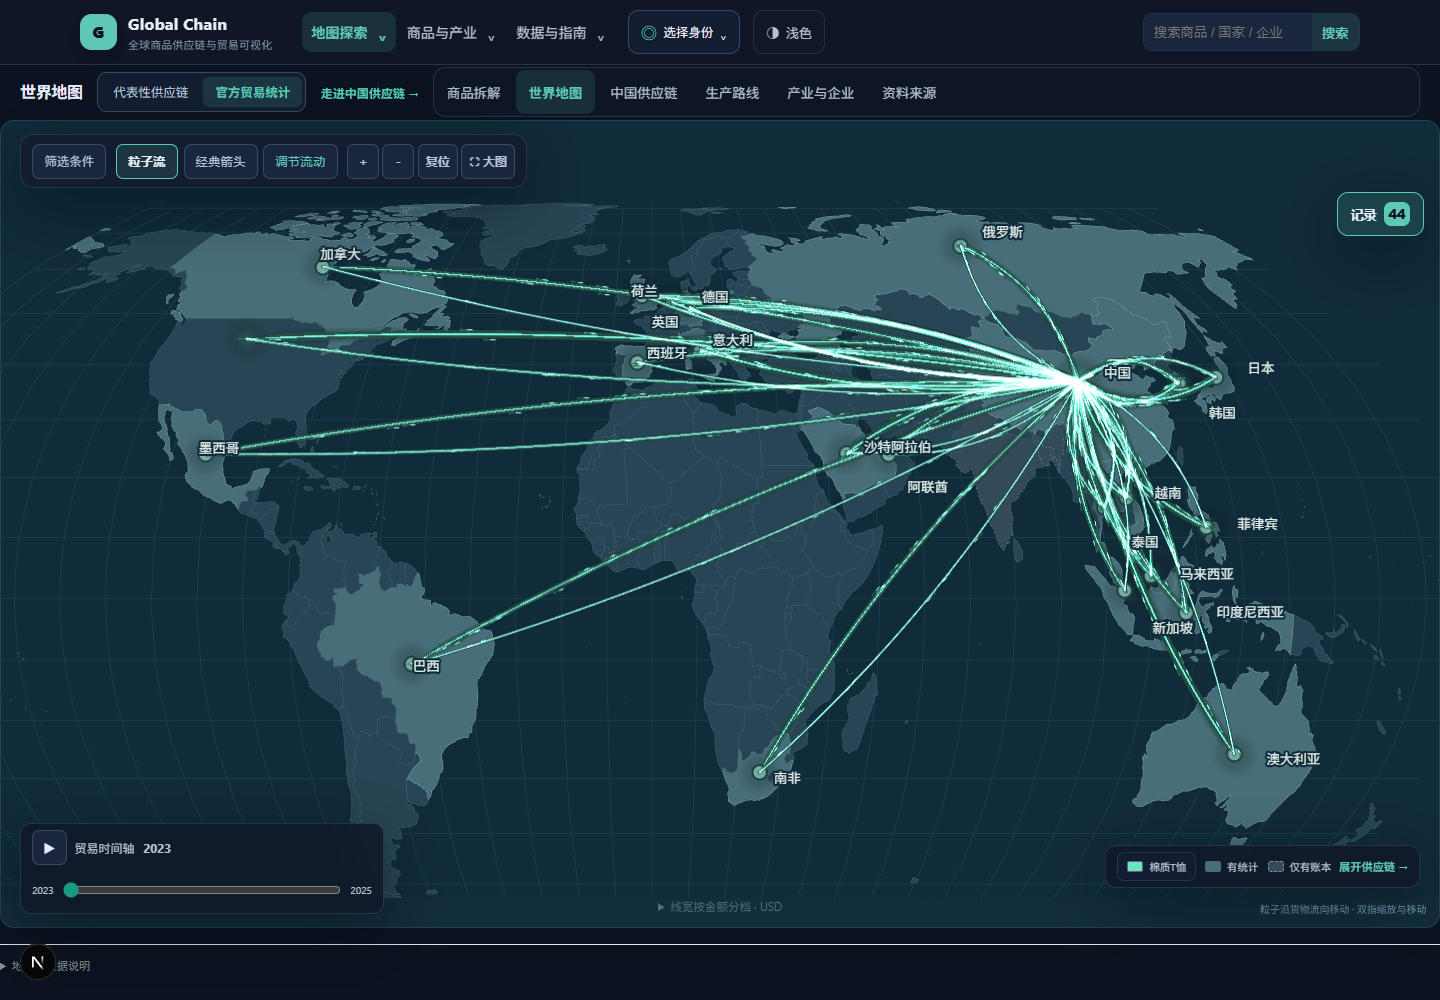 G
Global Chain
全球商品供应链与贸易可视化
地图探索
商品与产业
数据与指南
选择身份
浅色
搜索商品 / 国家 / 企业
搜索
世界地图
代表性供应链
官方贸易统计
走进中国供应链 →
商品拆解
世界地图
中国供应链
生产路线
产业与企业
资料来源
筛选条件
粒子流
经典箭头
调节流动
+
-
复位
大图
记录 44
俄罗斯
加拿大
荷兰
德国
英国
意大利
西班牙
中国
日本
韩国
墨西哥
沙特阿拉伯
阿联酋
越南
菲律宾
泰国
马来西亚
印度尼西亚
新加坡
巴西
南非
澳大利亚
贸易时间轴 2023
2023
2025
棉质T恤
有统计
仅有账本
展开供应链 →
线宽按金额分档 · USD
粒子沿货物流向移动 · 双指缩放与移动
N
据说明